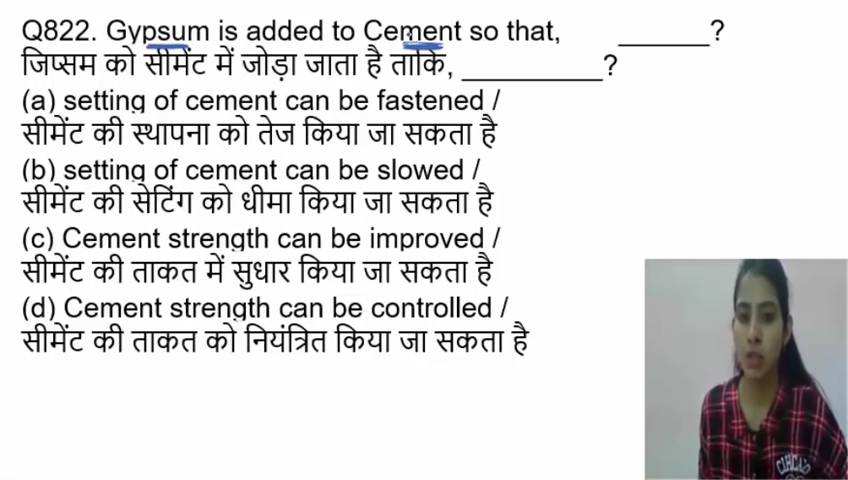 Q822. Gypsum is added to Cement so that, ______?
जिप्सम को सीमेंट में जोड़ा जाता है ताकि, _________?
(a) setting of cement can be fastened /
सीमेंट की स्थापना को तेज किया जा सकता है
(b) setting of cement can be slowed /
सीमेंट की सेटिंग को धीमा किया जा सकता है
(c) Cement strength can be improved /
सीमेंट की ताकत में सुधार किया जा सकता है
(d) Cement strength can be controlled /
सीमेंट की ताकत को नियंत्रित किया जा सकता है